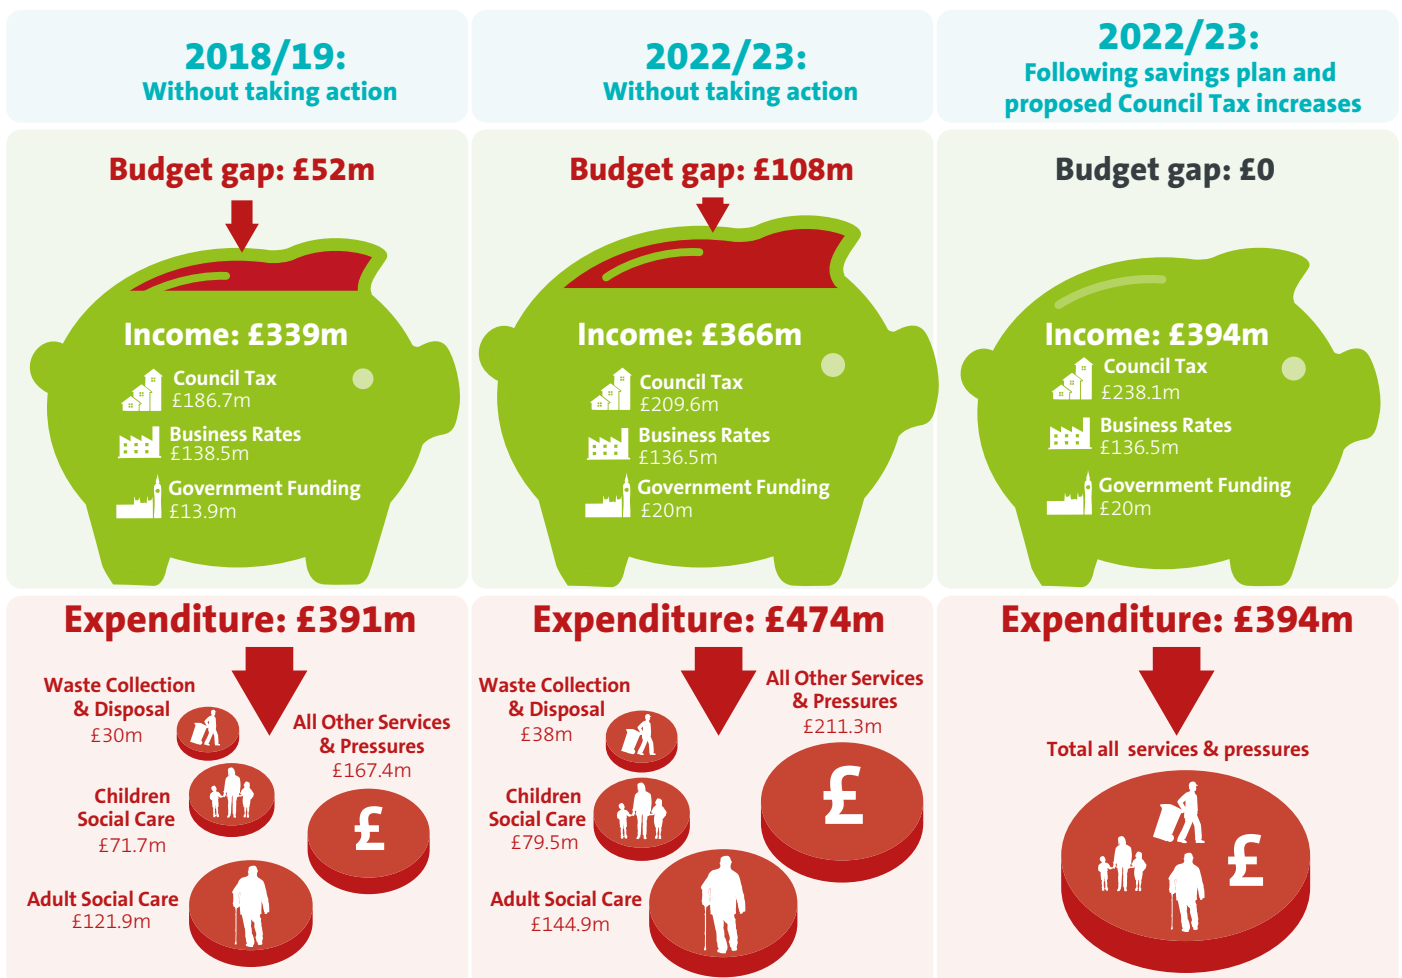 2018/19:
Without taking action
Budget gap: £52m
Income: £339m
Council Tax
£186.7m
Business Rates
£138.5m
Government Funding
£13.9m
Expenditure: £391m
Waste Collection
& Disposal
£30m
All Other Services
& Pressures
£167.4m
Children
Social Care
£71.7m
£
Adult Social Care
£121.9m
2022/23:
Without taking action
Budget gap: £108m
Income: £366m
Council Tax
£209.6m
Business Rates
£136.5m
Government Funding
£20m
Expenditure: £474m
Waste Collection
& Disposal
£38m
All Other Services
& Pressures
£211.3m
Children
Social Care
£79.5m
£
Adult Social Care
£144.9m
2022/23:
Following savings plan and
proposed Council Tax increases
Budget gap: £0
Income: £394m
Council Tax
£238.1m
Business Rates
£136.5m
Government Funding
£20m
Expenditure: £394m
Total all services & pressures
£